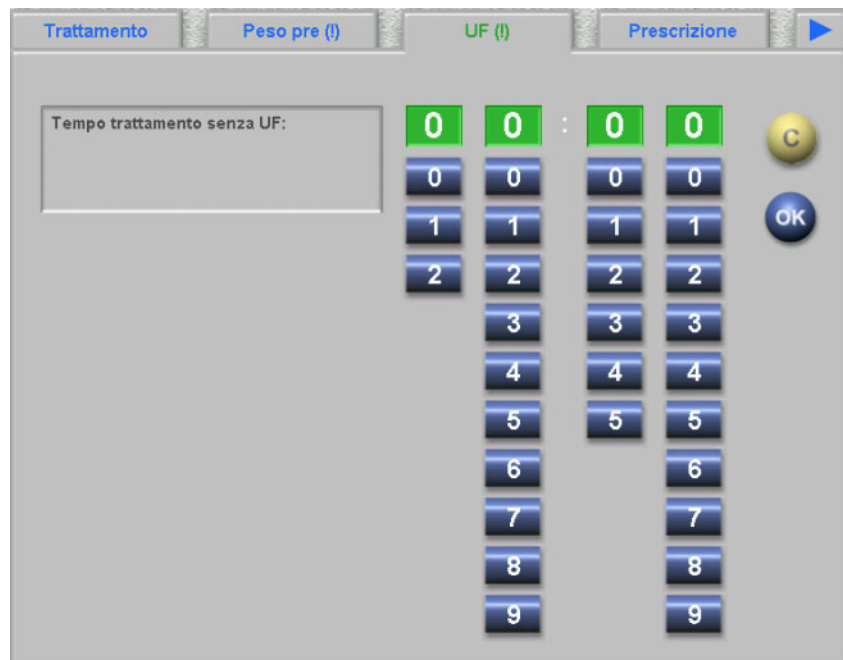 Trattamento Peso pre (!) UF (!) Prescrizione
Tempo trattamento senza UF:
0 0 : 0 0
C
0 0 0 0
1 1 1 1
OK
2 2 2 2
3 3 3
4 4 4
5 5 5
6 6
7 7
8 8
9 9